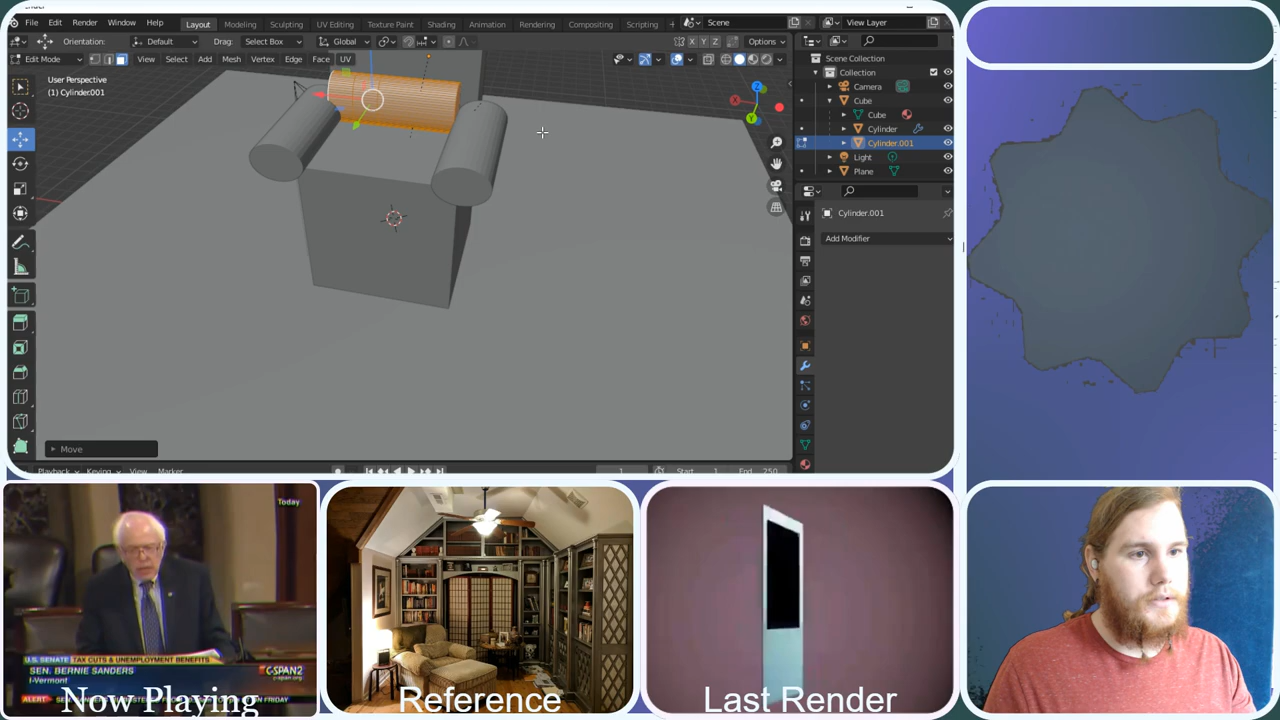 File Edit Render Window Help
Layout Modeling Sculpting UV Editing Texture Paint Shading Animation Rendering Compositing Scripting +
Scene
View Layer
Orientation: Default Drag: Select Box Global
X Y Z
Options
Edit Mode View Select Add Mesh Vertex Edge Face UV
User Perspective
(1) Cylinder.001
Z
X
Y
Move
Scene Collection
Collection
Camera
Cube
Cube
Cylinder
Cylinder.001
Light
Plane
Cylinder.001
Add Modifier
Playback Keying View Marker
1 Start 1 End 250
Today
U.S. SENATE TAX CUTS & UNEMPLOYMENT BENEFITS
SEN. BERNIE SANDERS
I-Vermont
C-SPAN2
ALERT
Now Playing
Reference
Last Render